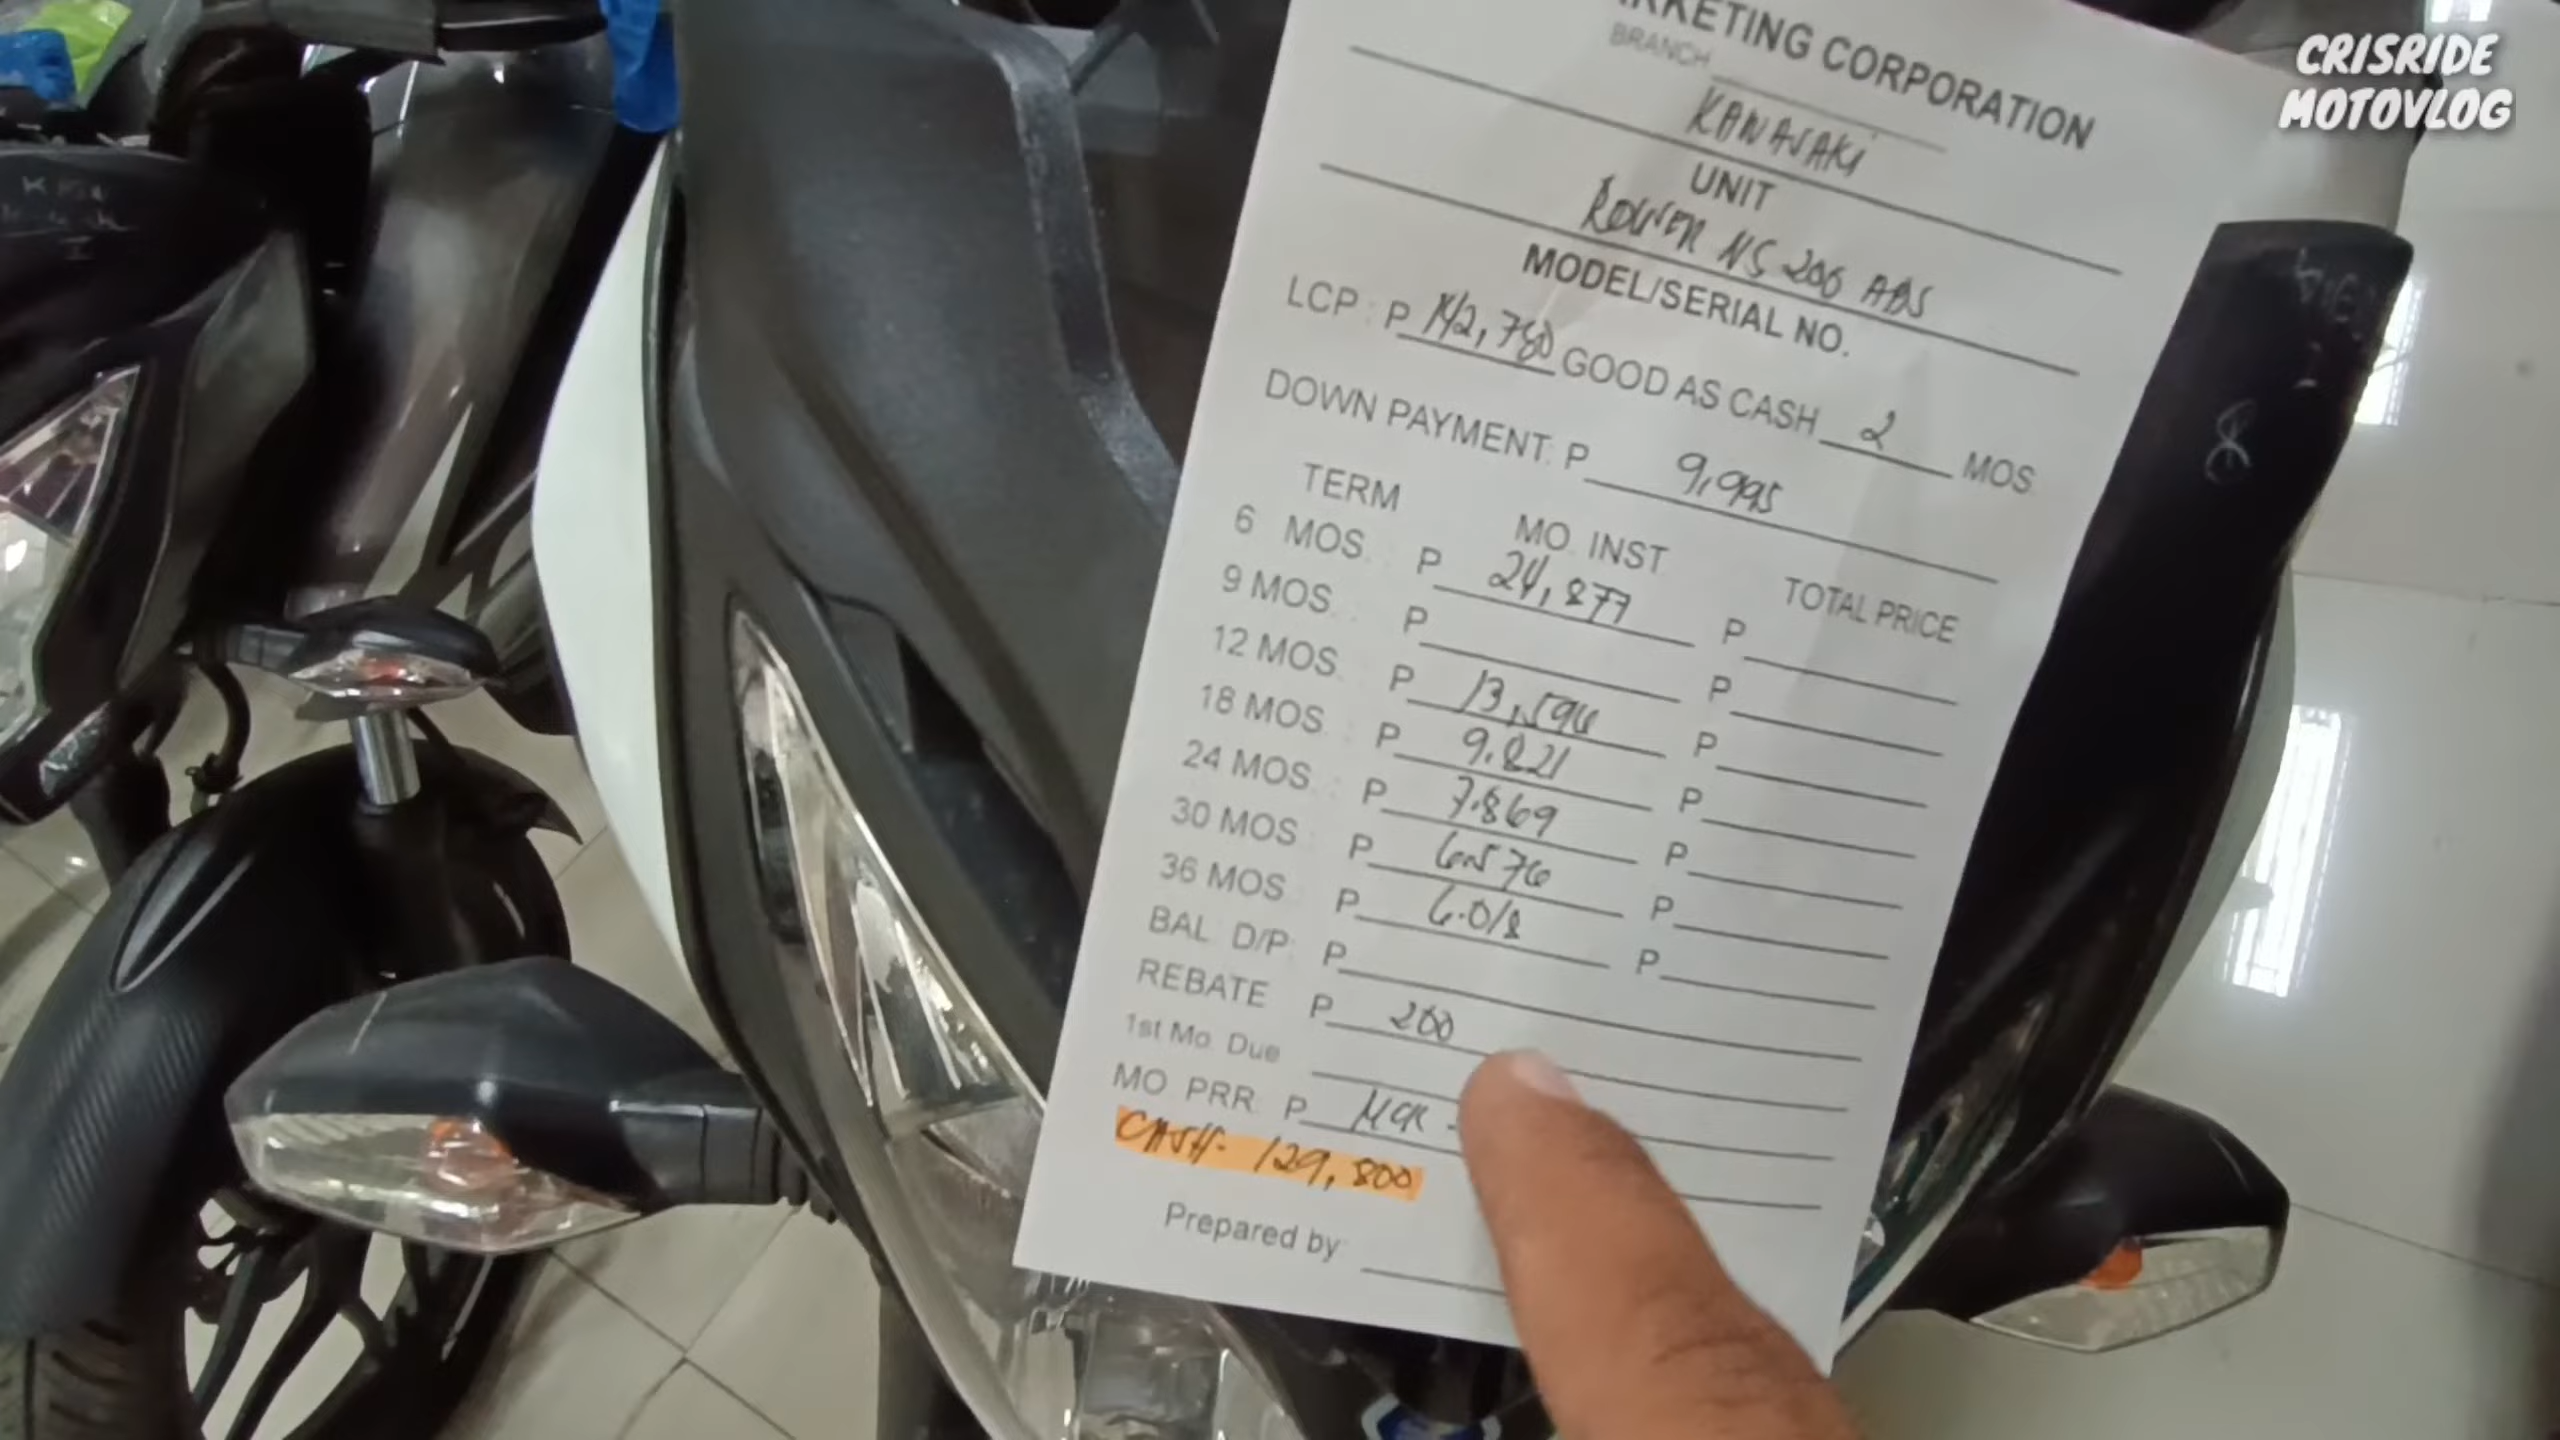 CRISRIDE
MOTOVLOG
RKETING CORPORATION
BRANCH
KAWASAKi
UNIT
ROUSER NS 200 ABS
MODEL/SERIAL NO.
LCP : P 142,780 GOOD AS CASH 2 MOS
DOWN PAYMENT: P 9,995
TERM MO. INST TOTAL PRICE
6 MOS. P 24,877 P
9 MOS. P P
12 MOS. P 13,594 P
18 MOS : P 9.821 P
24 MOS : P 7.869 P
30 MOS P 6.576 P
36 MOS P 6.018 P
BAL. D/P: P
REBATE P 200
1st Mo. Due
MO PRR P
CASH- 129,800
Prepared by
8